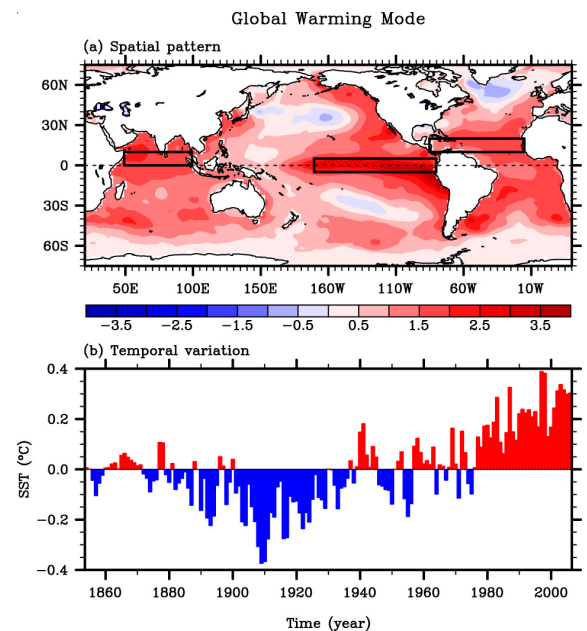 Global Warming Mode
(a) Spatial pattern
60N
30N
0
30S
60S
50E 100E 150E 160W 110W 60W 10W
−3.5 −2.5 −1.5 −0.5 0.5 1.5 2.5 3.5
(b) Temporal variation
0.4
0.2
0.0
−0.2
−0.4
SST (°C)
1860 1880 1900 1920 1940 1960 1980 2000
Time (year)